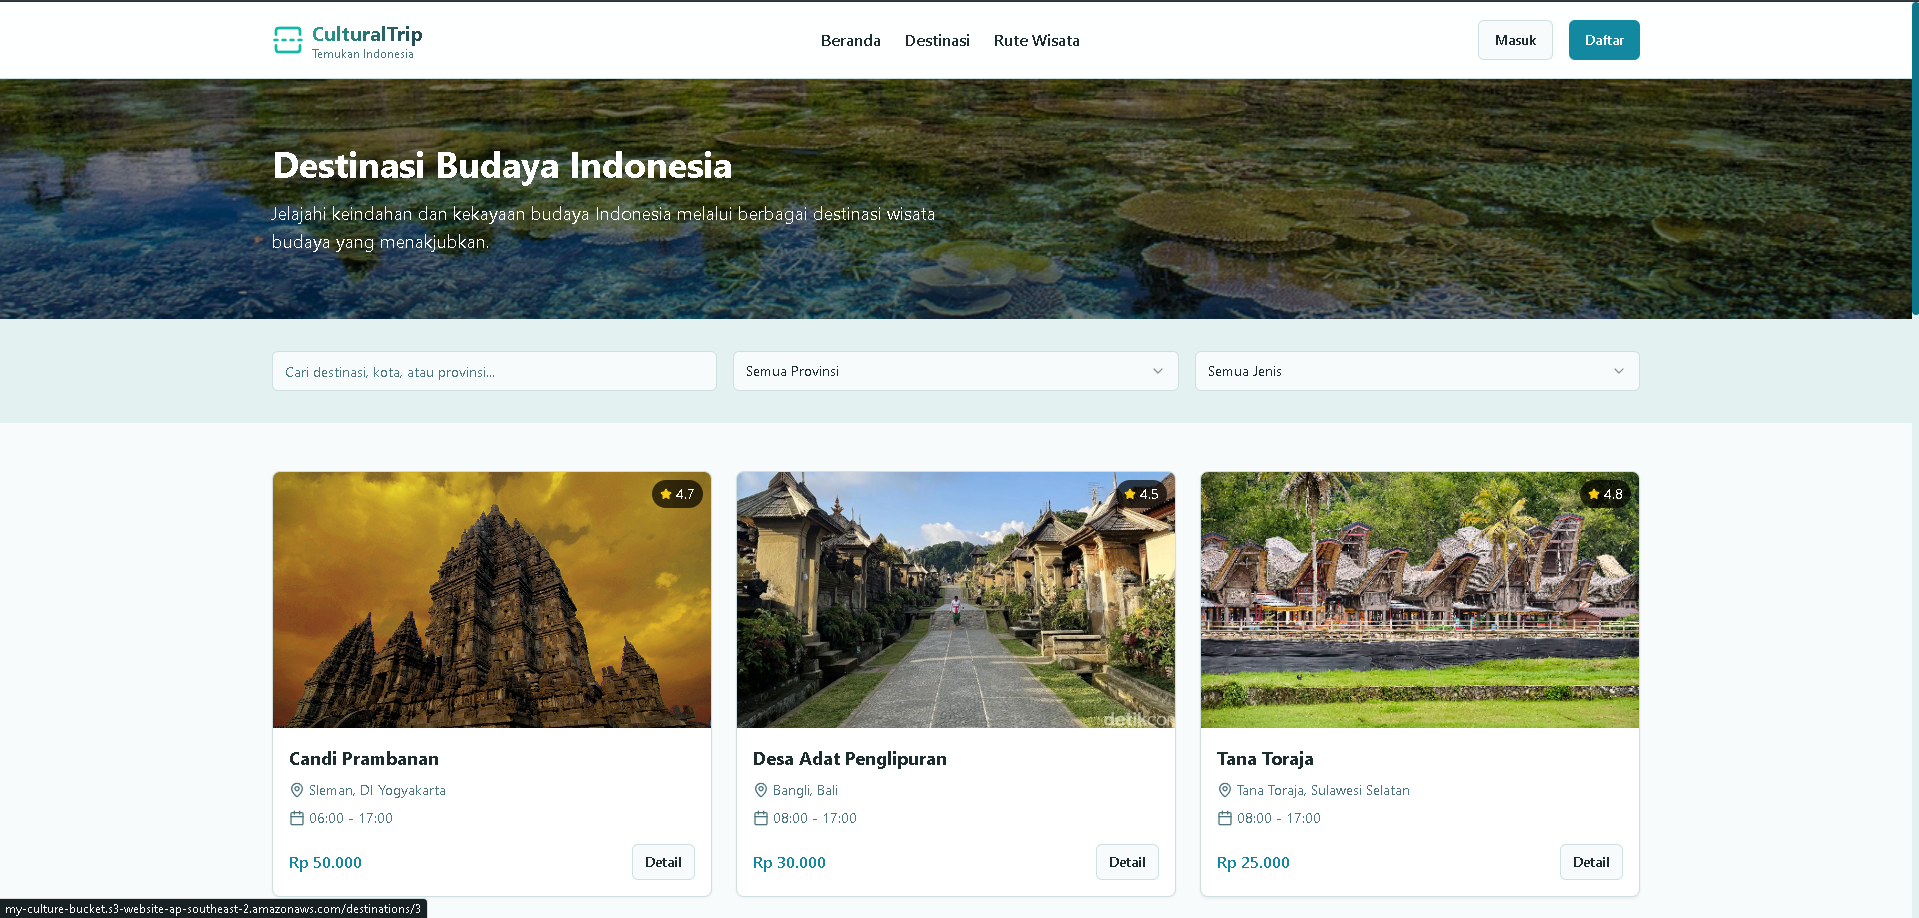 CulturalTrip
Temukan Indonesia
Beranda
Destinasi
Rute Wisata
Masuk
Daftar
Destinasi Budaya Indonesia
Jelajahi keindahan dan kekayaan budaya Indonesia melalui berbagai destinasi wisata
budaya yang menakjubkan.
Cari destinasi, kota, atau provinsi...
Semua Provinsi
Semua Jenis
4.7
4.5
4.8
Candi Prambanan
Sleman, DI Yogyakarta
06:00 - 17:00
Rp 50.000
Detail
detikcom
Desa Adat Penglipuran
Bangli, Bali
08:00 - 17:00
Rp 30.000
Detail
Tana Toraja
Tana Toraja, Sulawesi Selatan
08:00 - 17:00
Rp 25.000
Detail
my-culture-bucket.s3-website-ap-southeast-2.amazonaws.com/destinations/3